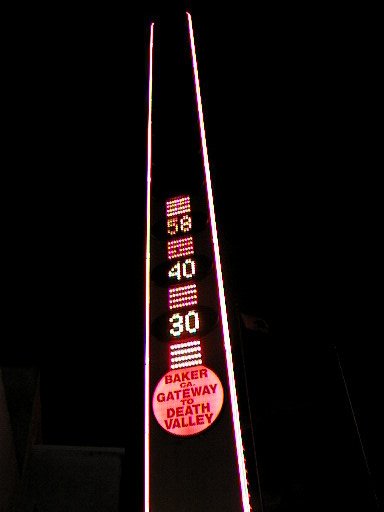 58
40
30
BAKER
CA.
GATEWAY
TO
DEATH
VALLEY